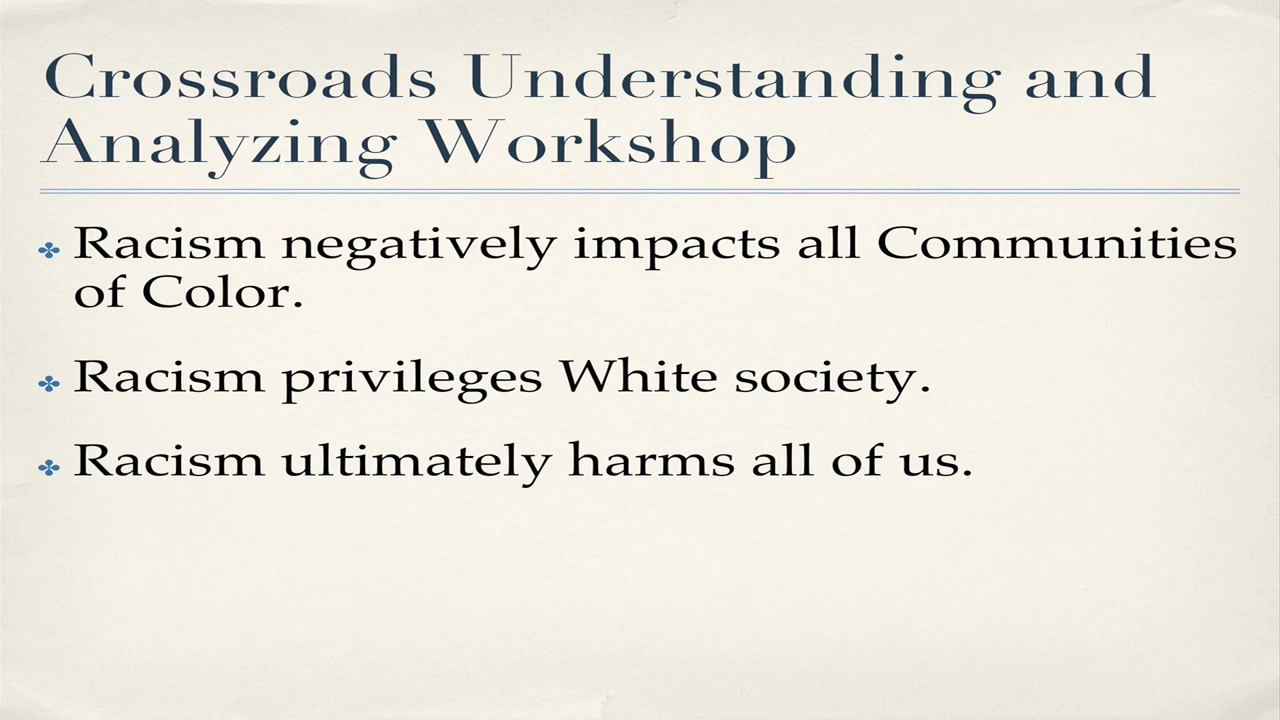 Crossroads Understanding and
Analyzing Workshop
Racism negatively impacts all Communities
of Color.
Racism privileges White society.
Racism ultimately harms all of us.